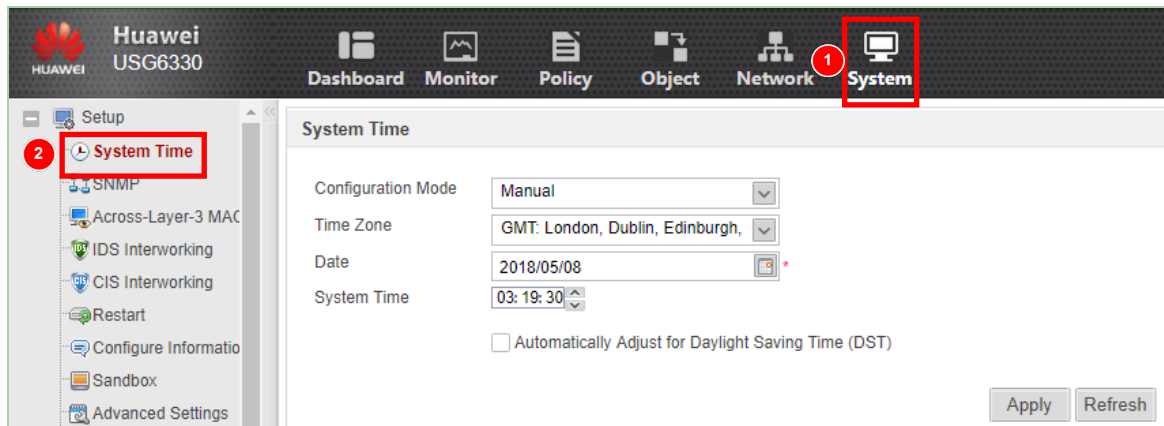 HUAWEI
Huawei
USG6330
Dashboard Monitor Policy Object Network 1 System
Setup
2 System Time
SNMP
Across-Layer-3 MAC
IDS Interworking
CIS Interworking
Restart
Configure Informatio
Sandbox
Advanced Settings
System Time
Configuration Mode Manual
Time Zone GMT: London, Dublin, Edinburgh,
Date 2018/05/08 *
System Time 03: 19: 30
Automatically Adjust for Daylight Saving Time (DST)
Apply Refresh